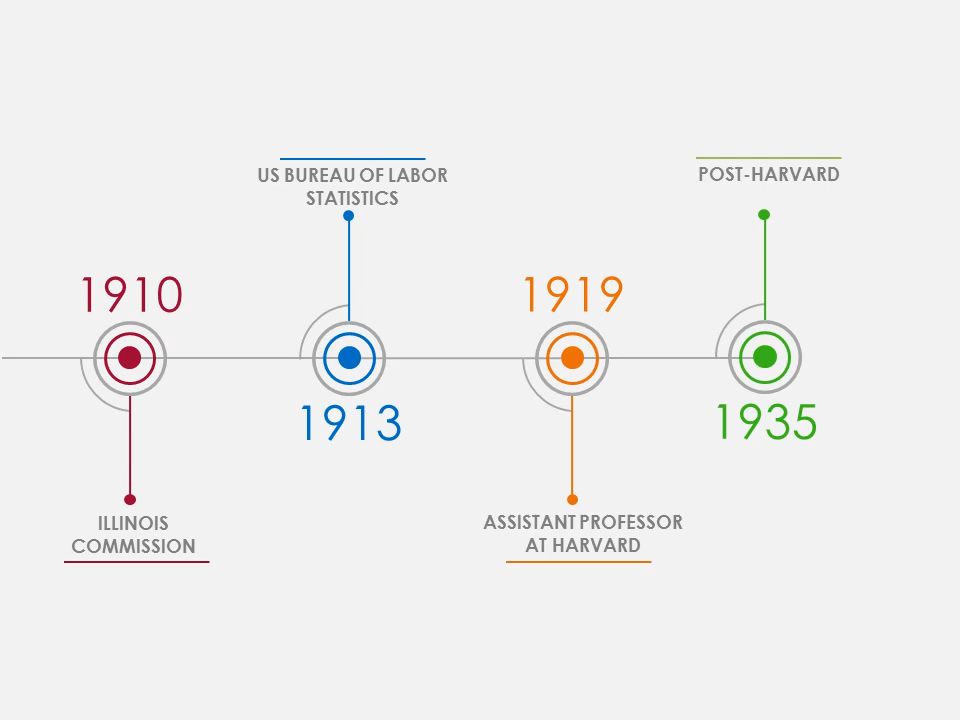 US BUREAU OF LABOR
STATISTICS
POST-HARVARD
1910
1919
1913
1935
ILLINOIS
COMMISSION
ASSISTANT PROFESSOR
AT HARVARD